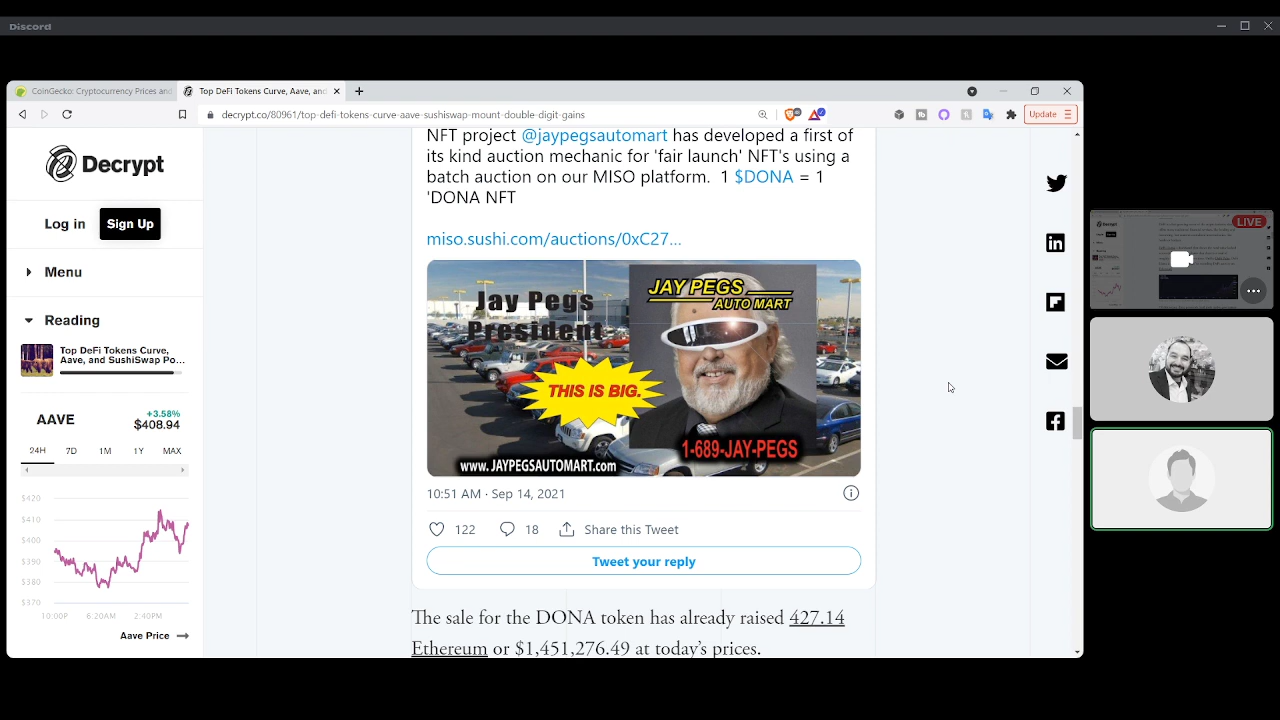 Discord
CoinGecko: Cryptocurrency Prices and
Top DeFi Tokens Curve, Aave, and
decrypt.co/80961/top-defi-tokens-curve-aave-sushiswap-mount-double-digit-gains
Update
Decrypt
Log in
Sign Up
Menu
Reading
Top DeFi Tokens Curve,
Aave, and SushiSwap Po...
AAVE
+3.58%
$408.94
24H 7D 1M 1Y MAX
$420
$410
$400
$390
$380
$370
10:00P 6:20AM 2:40PM
Aave Price
NFT project @jaypegsautomart has developed a first of
its kind auction mechanic for 'fair launch' NFT's using a
batch auction on our MISO platform. 1 $DONA = 1
'DONA NFT
miso.sushi.com/auctions/0xC27...
Jay Pegs
President
JAY PEGS
AUTO MART
THIS IS BIG.
1-689-JAY-PEGS
www. JAYPEGSAUTOMART.com
10:51 AM · Sep 14, 2021
122 18 Share this Tweet
Tweet your reply
The sale for the DONA token has already raised 427.14
Ethereum or $1,451,276.49 at today's prices.
LIVE